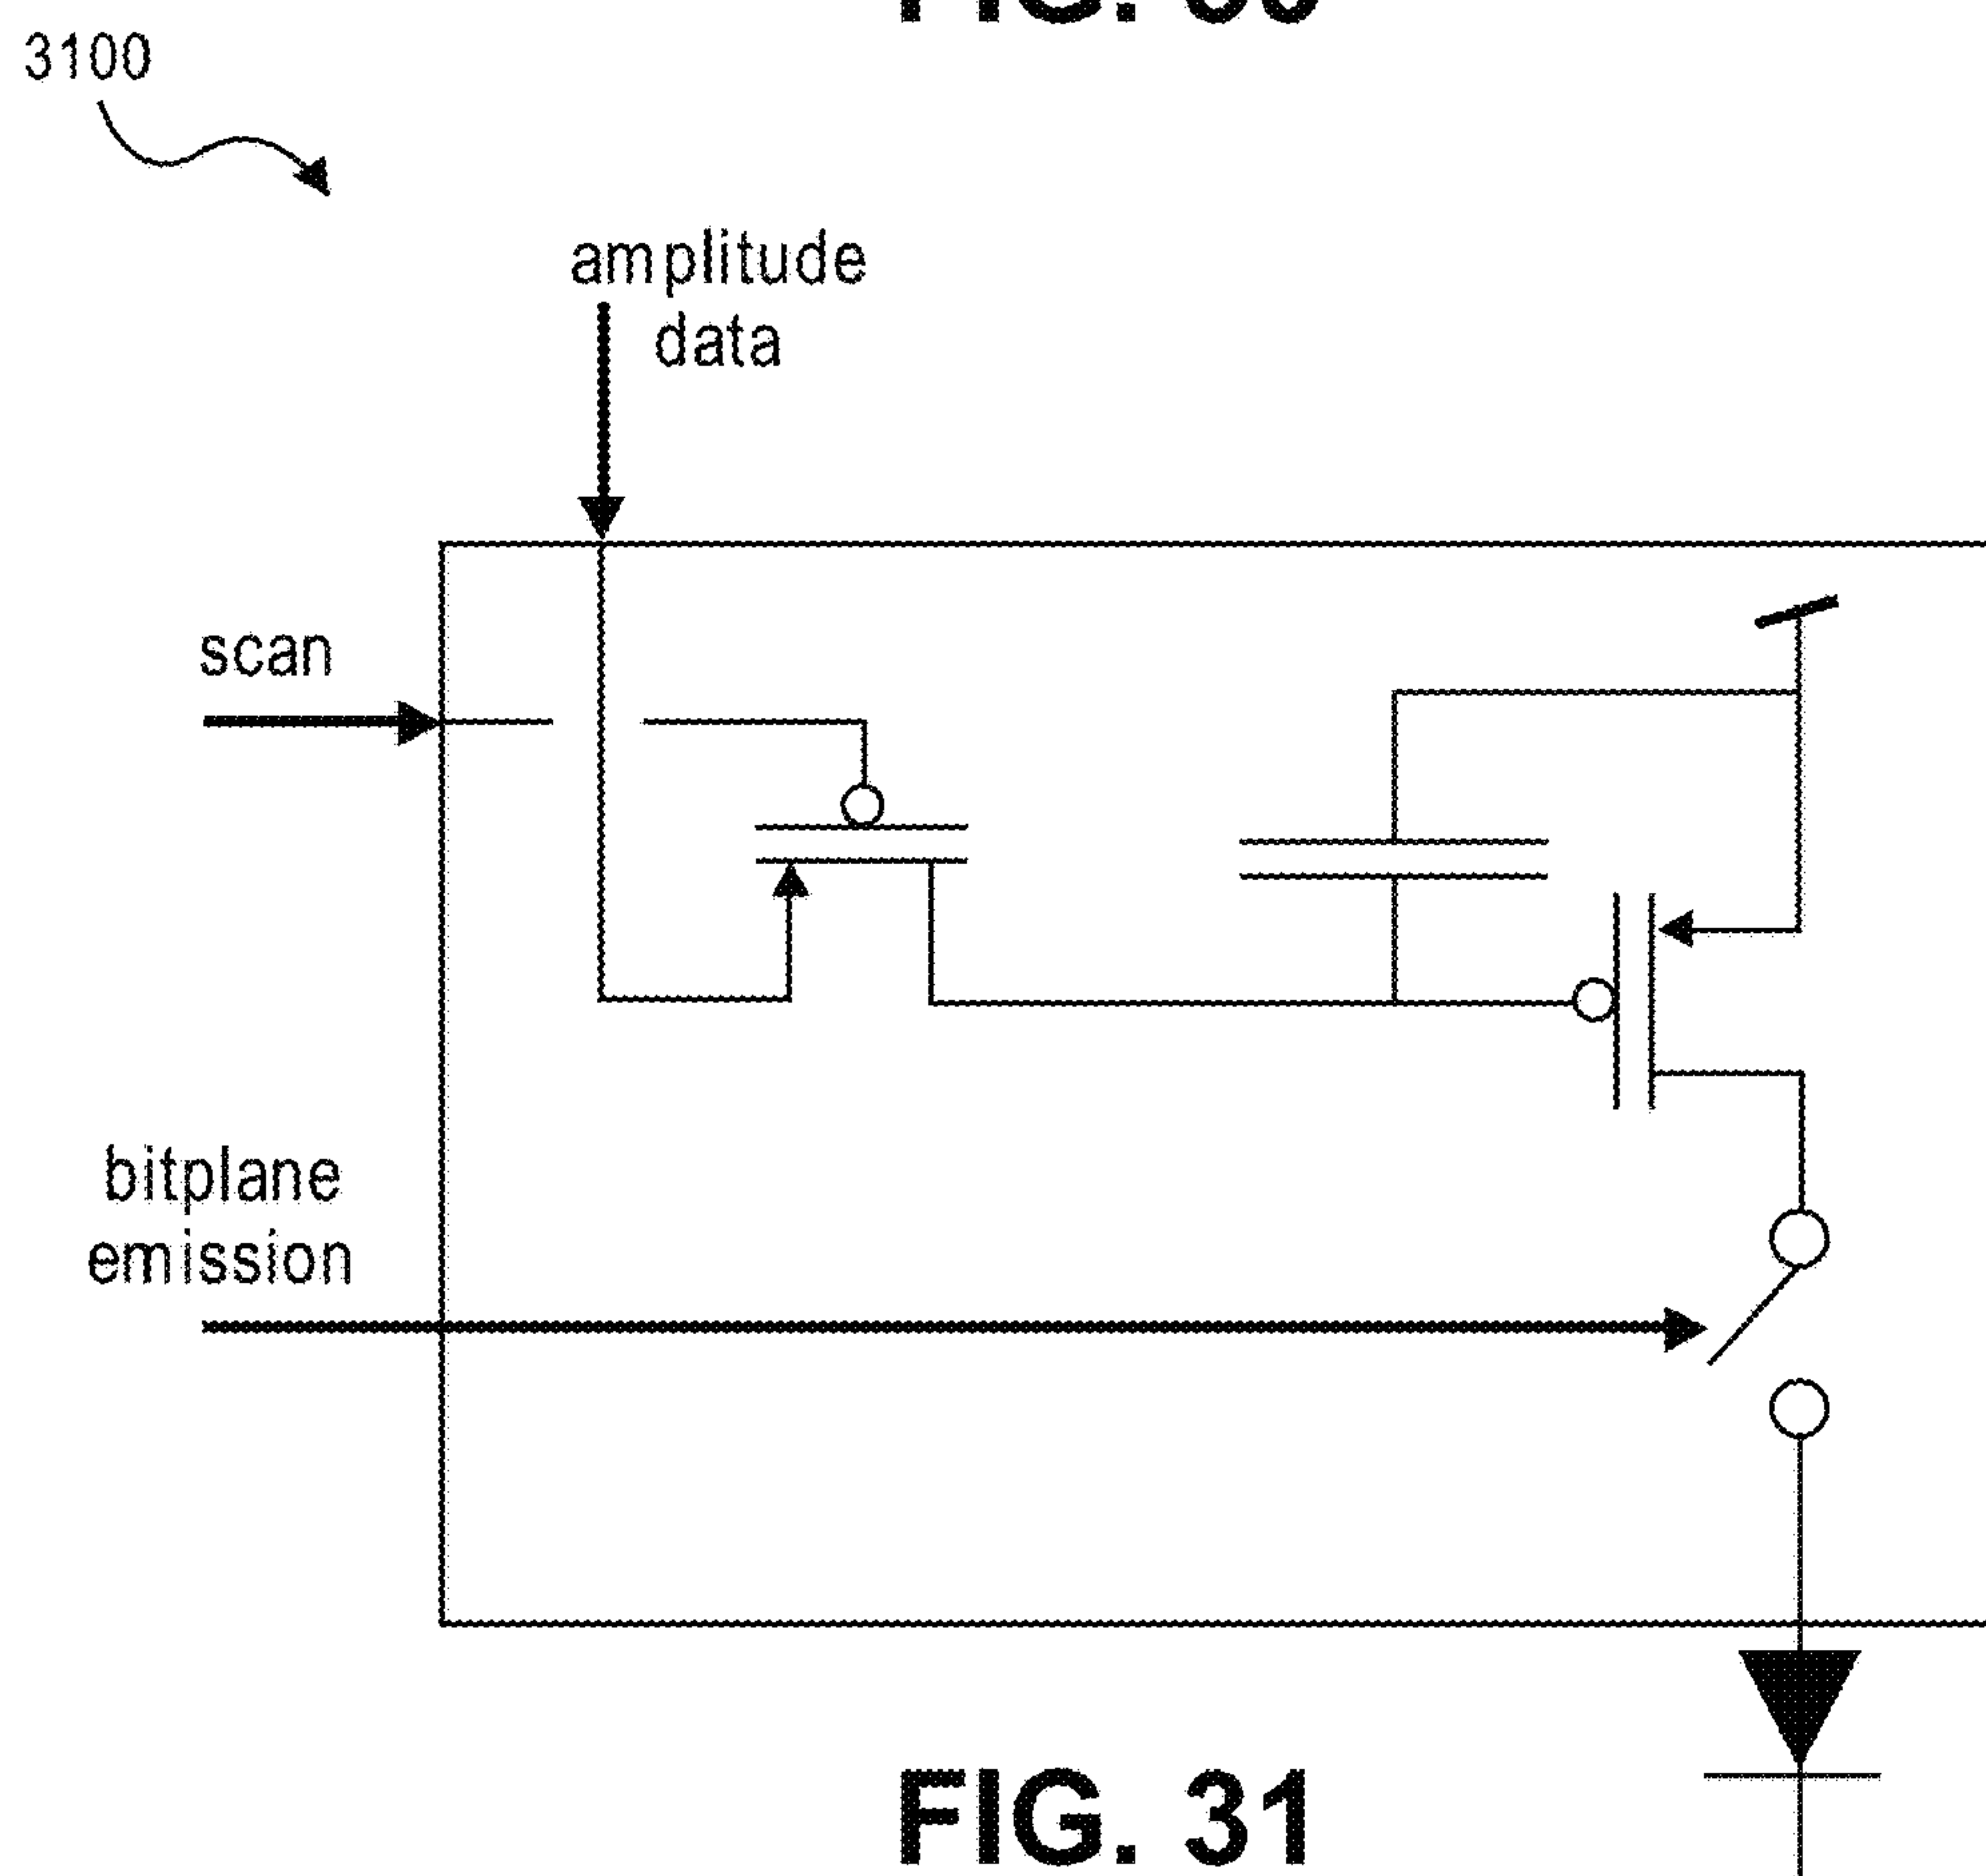 3100
amplitude
data
scan
bitplane
emission
FIG. 31